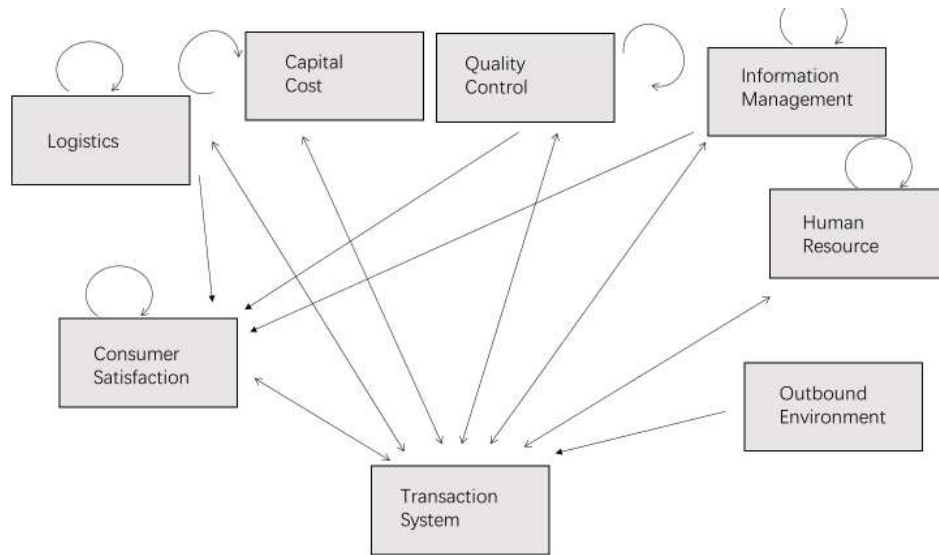 Capital
Cost
Quality
Control
Information
Management
Logistics
Human
Resource
Consumer
Satisfaction
Outbound
Environment
Transaction
System